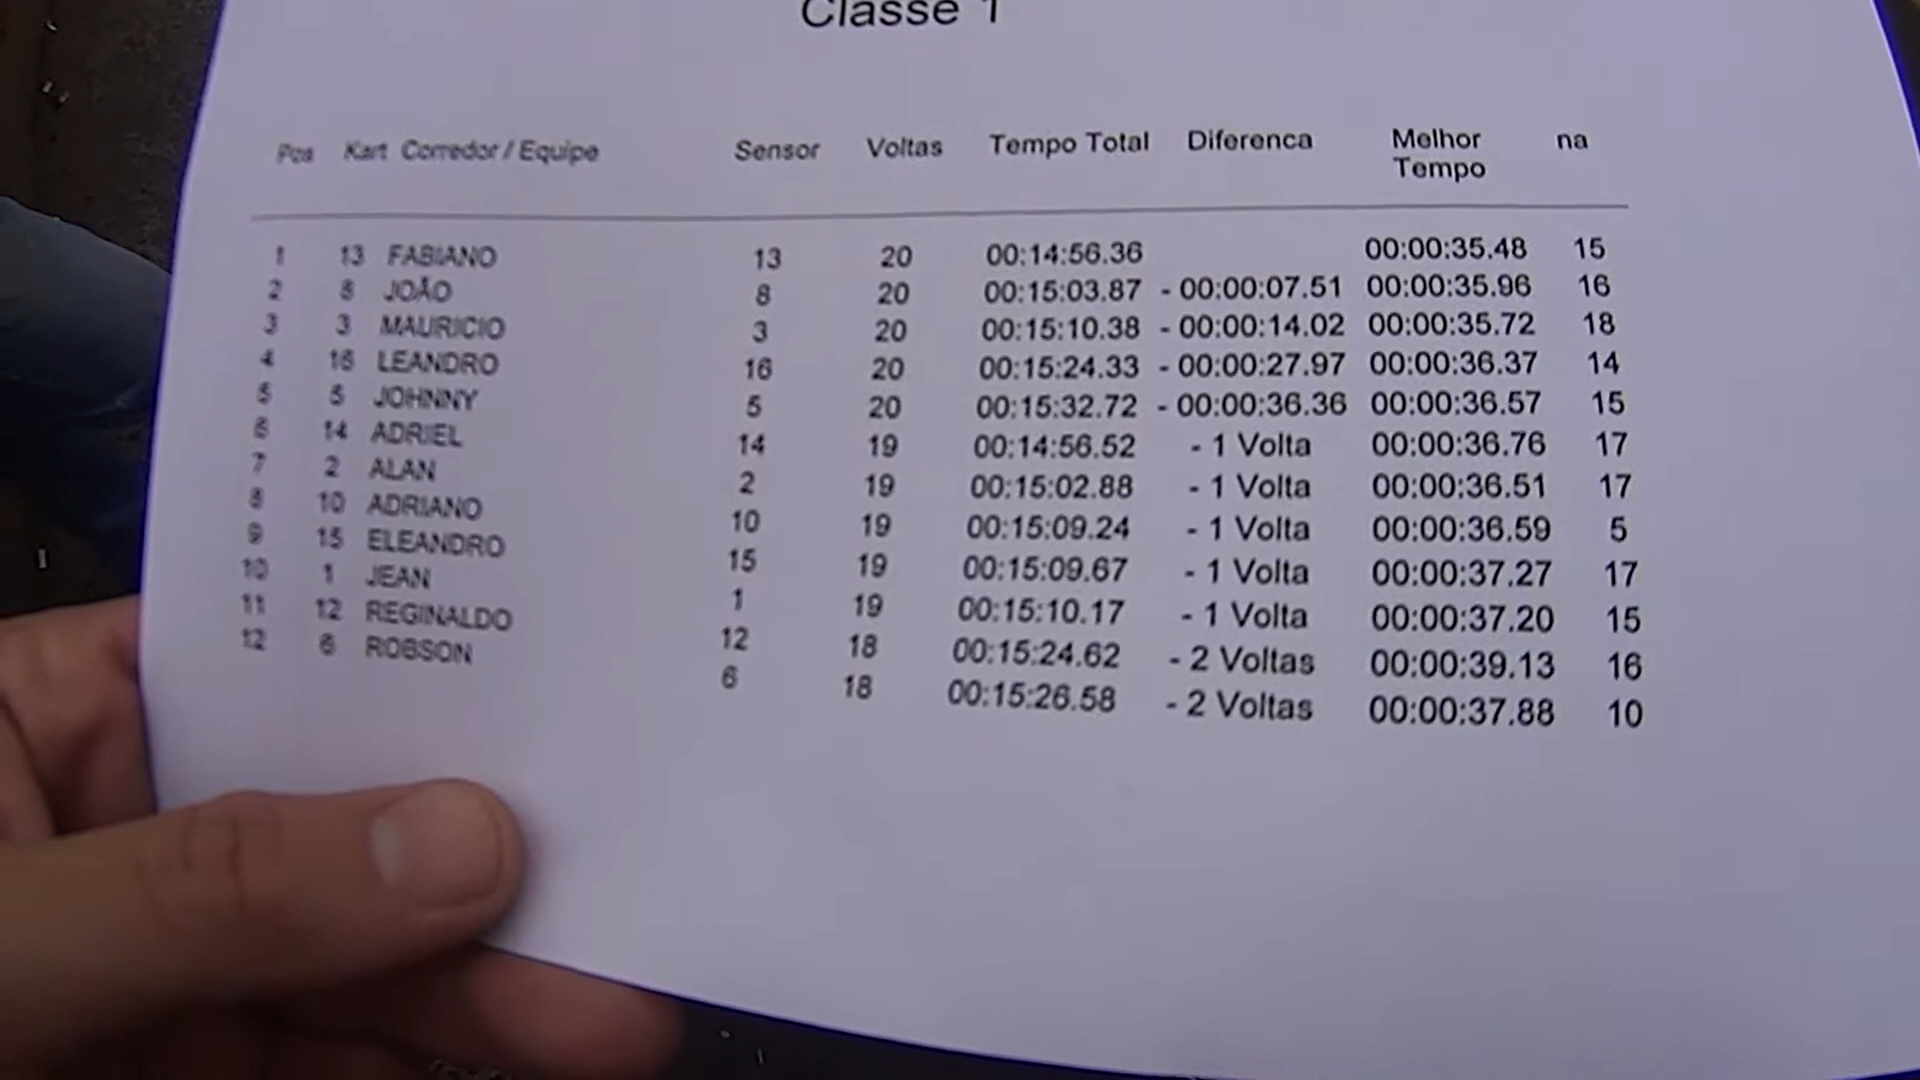 Classe 1
Pos Kart Corredor / Equipe Sensor Voltas Tempo Total Diferenca Melhor Tempo na
1 13 FABIANO 13 20 00:14:56.36 00:00:35.48 15
2 8 JOÃO 8 20 00:15:03.87 - 00:00:07.51 00:00:35.96 16
3 3 MAURICIO 3 20 00:15:10.38 - 00:00:14.02 00:00:35.72 18
4 16 LEANDRO 16 20 00:15:24.33 - 00:00:27.97 00:00:36.37 14
5 5 JOHNNY 5 20 00:15:32.72 - 00:00:36.36 00:00:36.57 15
6 14 ADRIEL 14 19 00:14:56.52 - 1 Volta 00:00:36.76 17
7 2 ALAN 2 19 00:15:02.88 - 1 Volta 00:00:36.51 17
8 10 ADRIANO 10 19 00:15:09.24 - 1 Volta 00:00:36.59 5
9 15 ELEANDRO 15 19 00:15:09.67 - 1 Volta 00:00:37.27 17
10 1 JEAN 1 19 00:15:10.17 - 1 Volta 00:00:37.20 15
11 12 REGINALDO 12 18 00:15:24.62 - 2 Voltas 00:00:39.13 16
12 6 ROBSON 6 18 00:15:26.58 - 2 Voltas 00:00:37.88 10